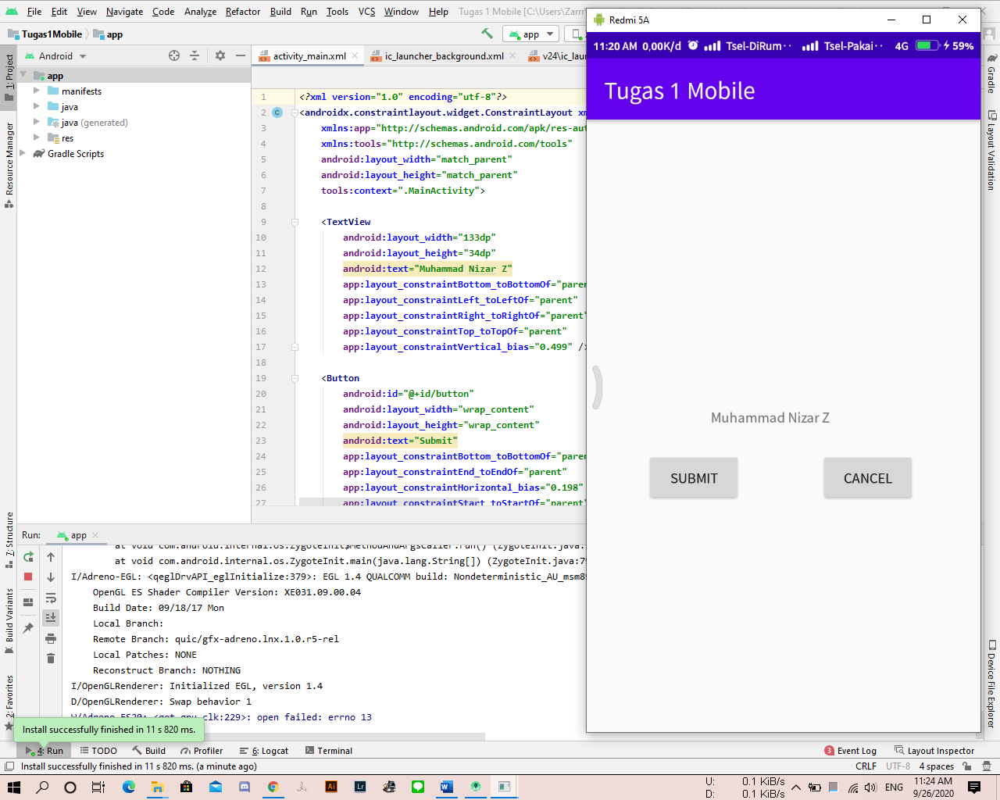 File Edit View Navigate Code Analyze Refactor Build Run Tools VCS Window Help Tugas 1 Mobile [C:\Users\Zarrr
Tugas1Mobile app
app
Android
activity_main.xml
ic_launcher_background.xml
v24\ic_lau
1: Project
Resource Manager
7: Structure
Build Variants
2: Favorites
app
manifests
java
java (generated)
res
Gradle Scripts
1 <?xml version="1.0" encoding="utf-8"?>
2 <androidx.constraintlayout.widget.ConstraintLayout xm
3 xmlns:app="http://schemas.android.com/apk/res-aut
4 xmlns:tools="http://schemas.android.com/tools"
5 android:layout_width="match_parent"
6 android:layout_height="match_parent"
7 tools:context=".MainActivity">
8
9 <TextView
10 android:layout_width="133dp"
11 android:layout_height="34dp"
12 android:text="Muhammad Nizar Z"
13 app:layout_constraintBottom_toBottomOf="paren
14 app:layout_constraintLeft_toLeftOf="parent"
15 app:layout_constraintRight_toRightOf="parent"
16 app:layout_constraintTop_toTopOf="parent"
17 app:layout_constraintVertical_bias="0.499" />
18
19 <Button
20 android:id="@+id/button"
21 android:layout_width="wrap_content"
22 android:layout_height="wrap_content"
23 android:text="Submit"
24 app:layout_constraintBottom_toBottomOf="paren
25 app:layout_constraintEnd_toEndOf="parent"
26 app:layout_constraintHorizontal_bias="0.198"
27 app:layout_constraintStart_toStartOf="parent"
Redmi 5A
11:20 AM 0,00K/d Tsel-DiRum·· Tsel-Pakai·· 4G 59%
Tugas 1 Mobile
Muhammad Nizar Z
SUBMIT CANCEL
Gradle
Layout Validation
Device File Explorer
Run: app
at void com.android.internal.os.ZygoteInit$MethodAndArgsCaller.run() (ZygoteInit.java:
at void com.android.internal.os.ZygoteInit.main(java.lang.String[]) (ZygoteInit.java:79
I/Adreno-EGL: <qeglDrvAPI_eglInitialize:379>: EGL 1.4 QUALCOMM build: Nondeterministic_AU_msm89
OpenGL ES Shader Compiler Version: XE031.09.00.04
Build Date: 09/18/17 Mon
Local Branch:
Remote Branch: quic/gfx-adreno.lnx.1.0.r5-rel
Local Patches: NONE
Reconstruct Branch: NOTHING
I/OpenGLRenderer: Initialized EGL, version 1.4
D/OpenGLRenderer: Swap behavior 1
W/Adreno-ES20: <get_gpu_clk:229>: open failed: errno 13
Install successfully finished in 11 s 820 ms.
4: Run TODO Build Profiler 6: Logcat Terminal 3 Event Log Layout Inspector
Install successfully finished in 11 s 820 ms. (a minute ago) CRLF UTF-8 4 spaces
Ai Lr W
U: 0.1 KiB/s
D: 0.1 KiB/s
ENG
11:24 AM
9/26/2020